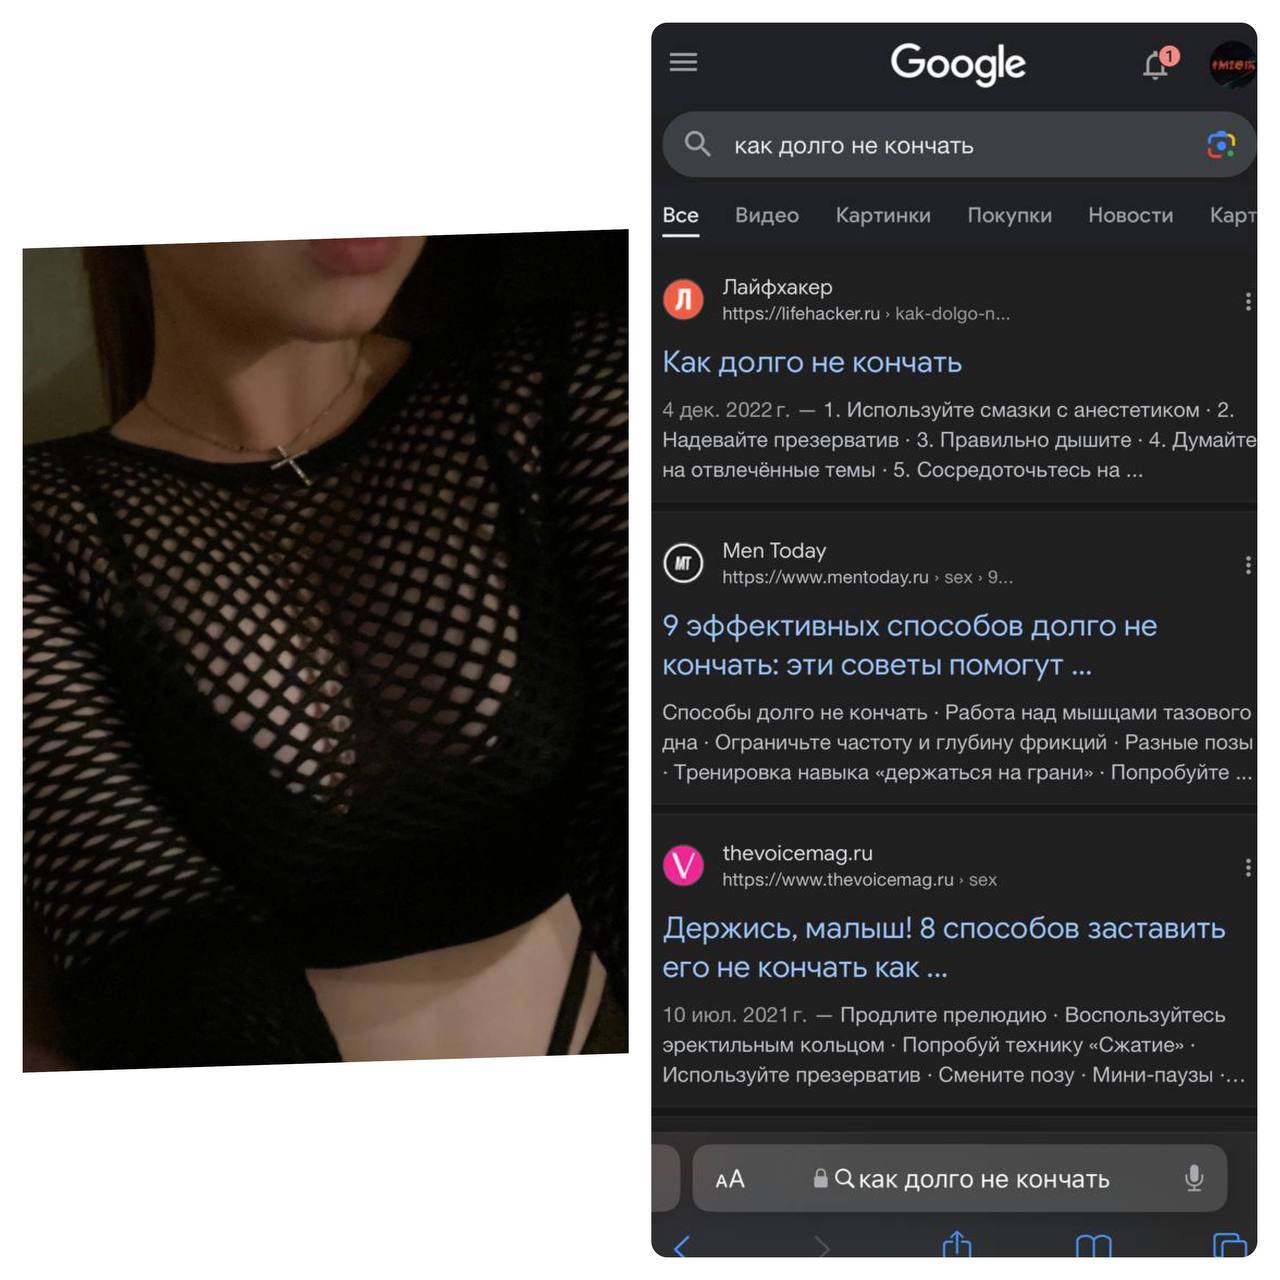 Google
1
как долго не кончать
Все Видео Картинки Покупки Новости Карт
Лайфхакер
https://lifehacker.ru › kak-dolgo-n...
Как долго не кончать
4 дек. 2022 г. — 1. Используйте смазки с анестетиком · 2.
Надевайте презерватив · 3. Правильно дышите · 4. Думайте
на отвлечённые темы · 5. Сосредоточьтесь на ...
Men Today
https://www.mentoday.ru › sex › 9...
9 эффективных способов долго не
кончать: эти советы помогут ...
Способы долго не кончать · Работа над мышцами тазового
дна · Ограничьте частоту и глубину фрикций · Разные позы
· Тренировка навыка «держаться на грани» · Попробуйте ...
thevoicemag.ru
https://www.thevoicemag.ru › sex
Держись, малыш! 8 способов заставить
его не кончать как ...
10 июл. 2021 г. — Продлите прелюдию · Воспользуйтесь
эректильным кольцом · Попробуй технику «Сжатие» ·
Используйте презерватив · Смените позу · Мини-паузы ·...
AA как долго не кончать